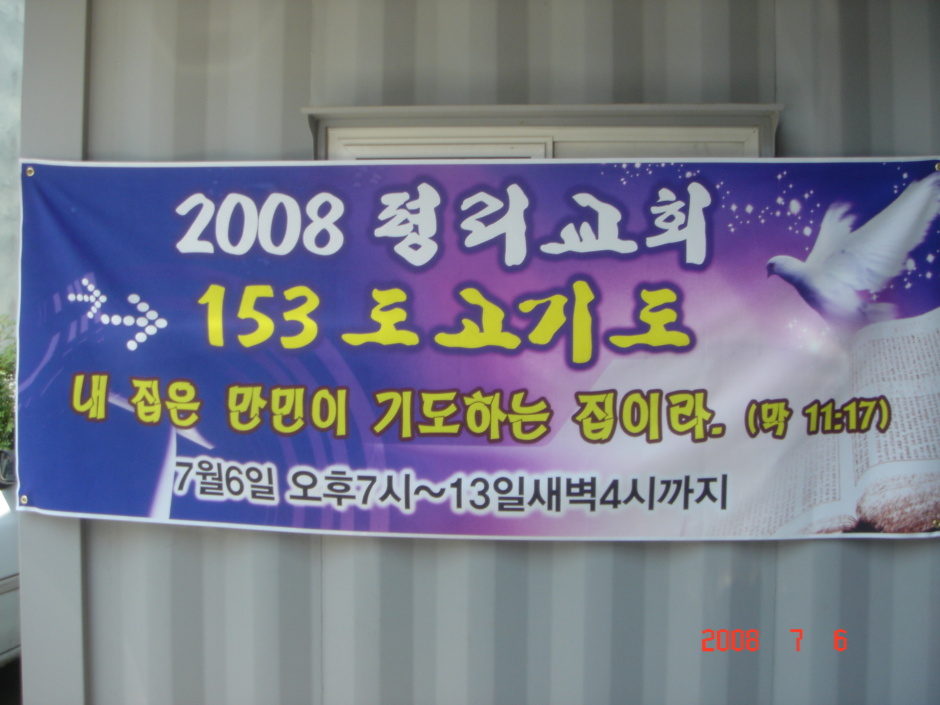 2008 평리교회
153 도고기도
내 집은 만민이 기도하는 집이라. (막 11:17)
7월6일 오후7시~13일새벽4시까지
2008 7 6